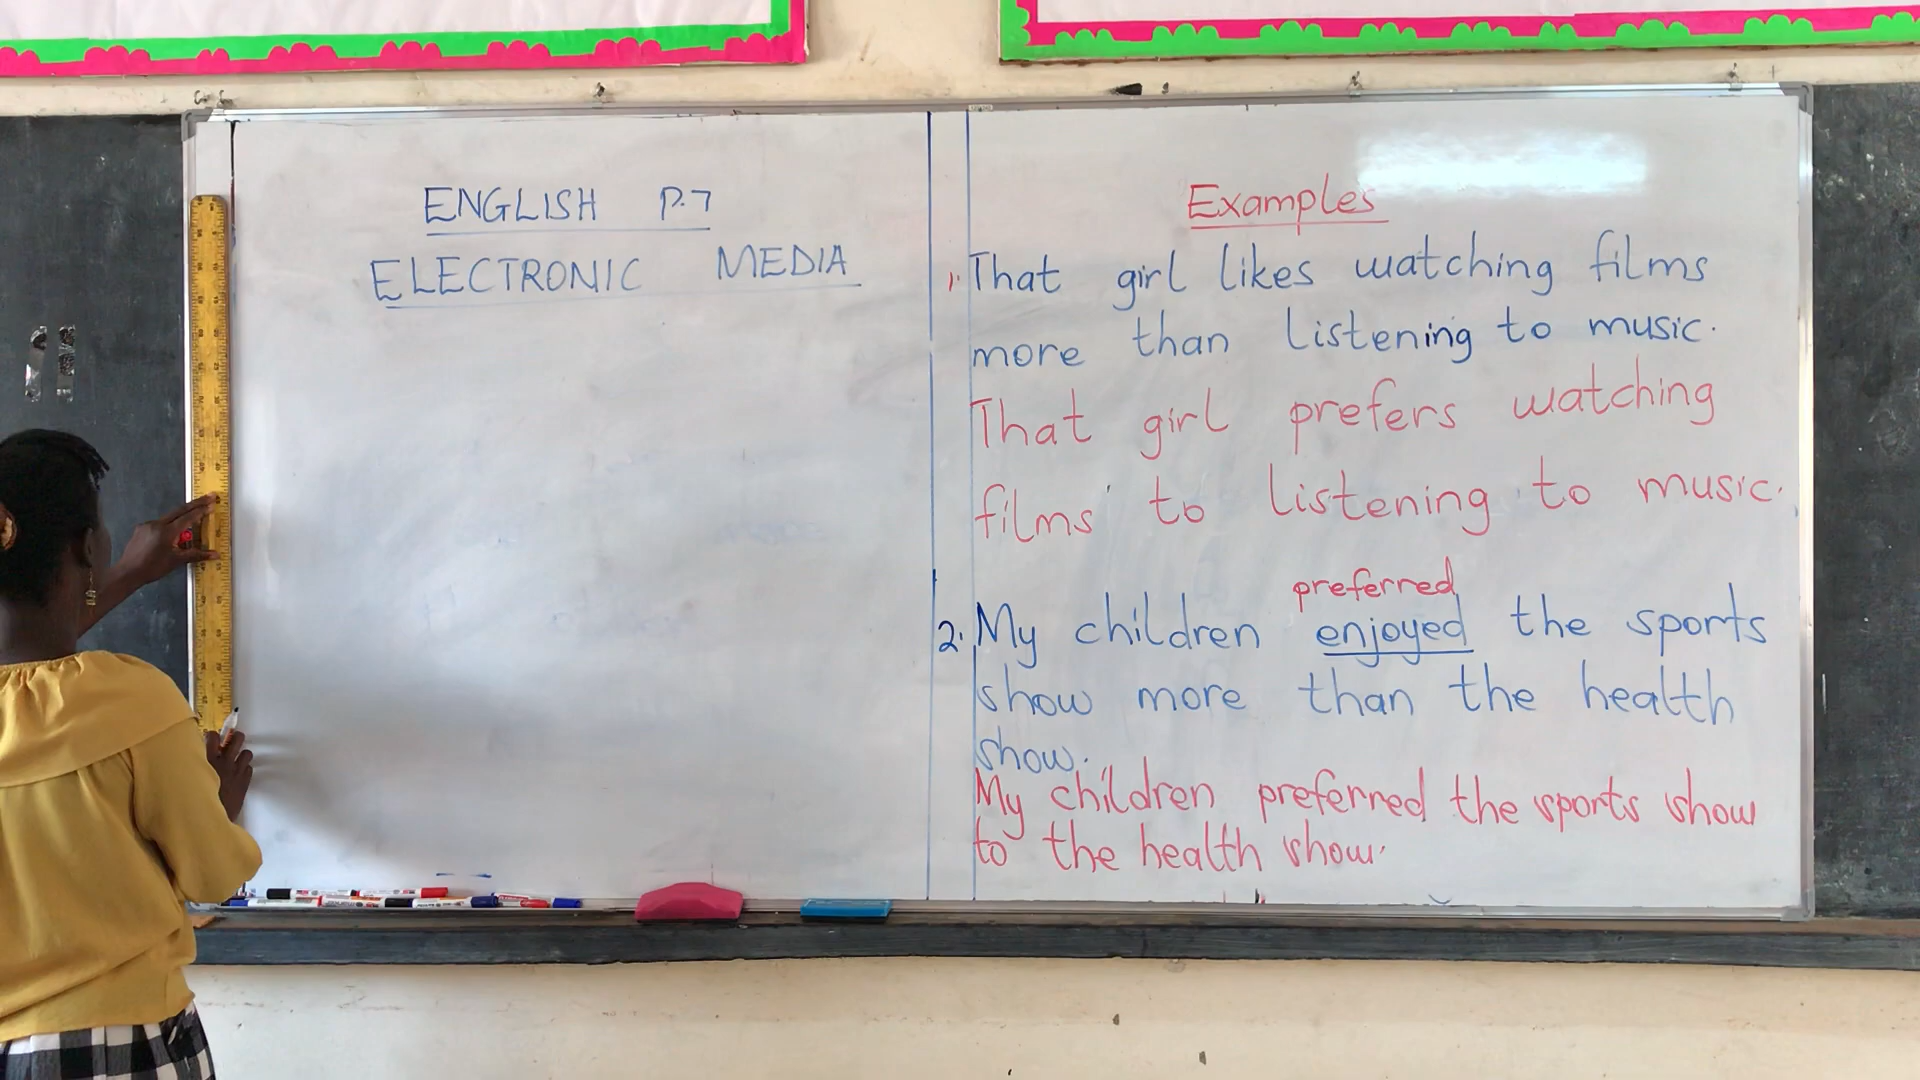 ENGLISH P.7
ELECTRONIC MEDIA
Examples
1. That girl likes watching films
more than listening to music.
That girl prefers watching
films to listening to music.
preferred
2. My children enjoyed the sports
show more than the health
show.
My children preferred the sports show
to the health show.